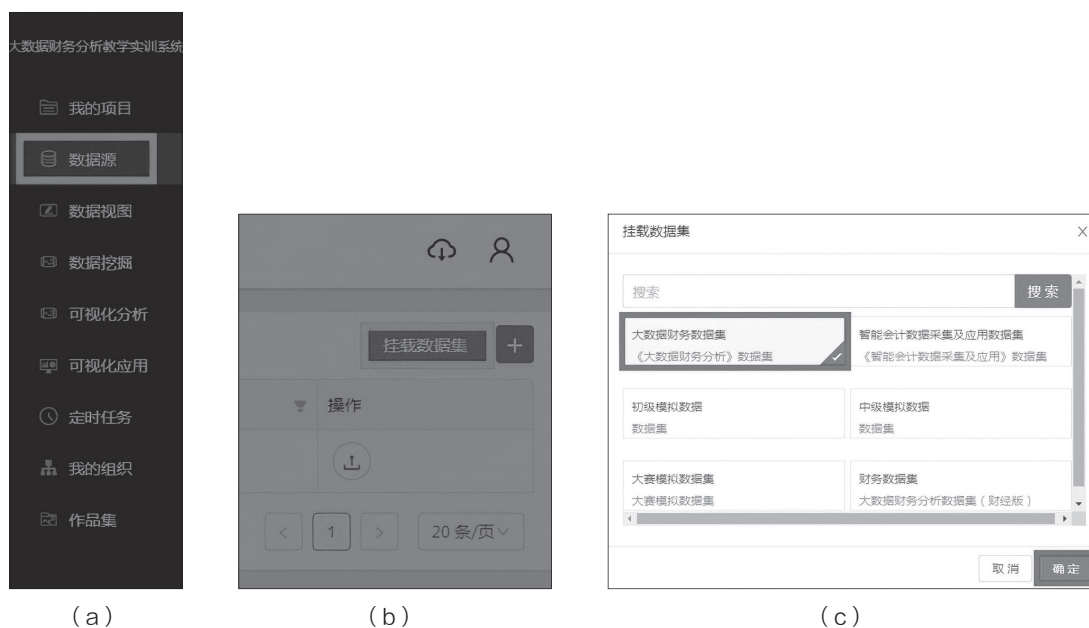 大数据财务分析教学实训系统
我的项目
数据源
数据视图
数据挖掘
可视化分析
可视化应用
定时任务
我的组织
作品集
(a)
挂载数据集 +
操作
< 1 > 20 条/页
(b)
挂载数据集 X
搜索 搜索
大数据财务数据集
《大数据财务分析》数据集
智能会计数据采集及应用数据集
《智能会计数据采集及应用》数据集
初级模拟数据
数据集
中级模拟数据
数据集
大赛模拟数据集
大赛模拟数据集
财务数据集
大数据财务分析数据集（财经版）
取消 确定
(c)